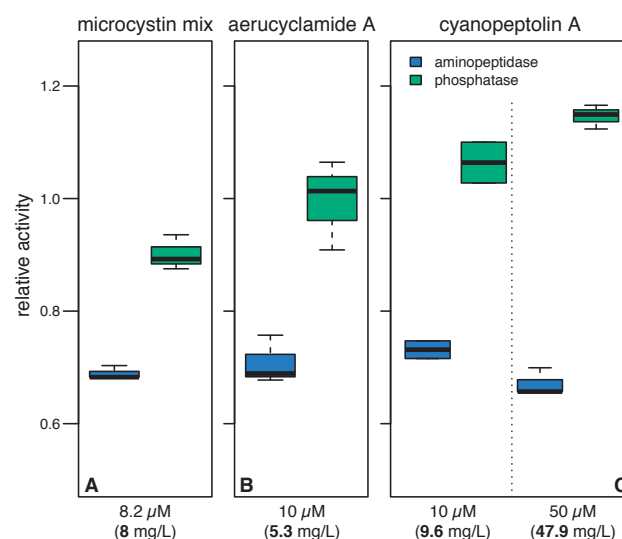 microcystin mix
aerucyclamide A
cyanopeptolin A
aminopeptidase
phosphatase
relative activity
1.2
1.0
0.8
0.6
A
B
C
8.2 µM
(8 mg/L)
10 µM
(5.3 mg/L)
10 µM
(9.6 mg/L)
50 µM
(47.9 mg/L)